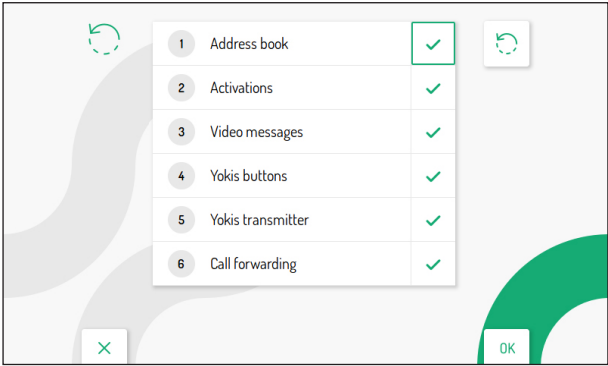 1 Address book
2 Activations
3 Video messages
4 Yokis buttons
5 Yokis transmitter
6 Call forwarding
OK